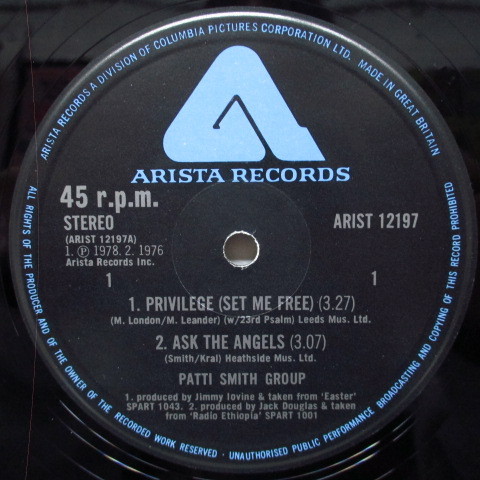 ARISTA RECORDS A DIVISION OF COLUMBIA PICTURES CORPORATION LTD. MADE IN GREAT BRITAIN
ARISTA RECORDS
45 r.p.m.
STEREO
ARIST 12197
(ARIST 12197A)
1. ℗ 1978. 2. 1976
Arista Records Inc.
1
1
1. PRIVILEGE (SET ME FREE) (3.27)
(M. London/M. Leander) (w/23rd Psalm) Leeds Mus. Ltd.
2. ASK THE ANGELS (3.07)
(Smith/Kral) Heathside Mus. Ltd.
PATTI SMITH GROUP
1. produced by Jimmy Iovine & taken from 'Easter'
SPART 1043. 2. produced by Jack Douglas & taken
from 'Radio Ethiopia' SPART 1001
ALL RIGHTS OF THE PRODUCER AND OF THE OWNER OF THE RECORDED WORK RESERVED · UNAUTHORISED PUBLIC PERFORMANCE BROADCASTING AND COPYING OF THIS RECORD PROHIBITED